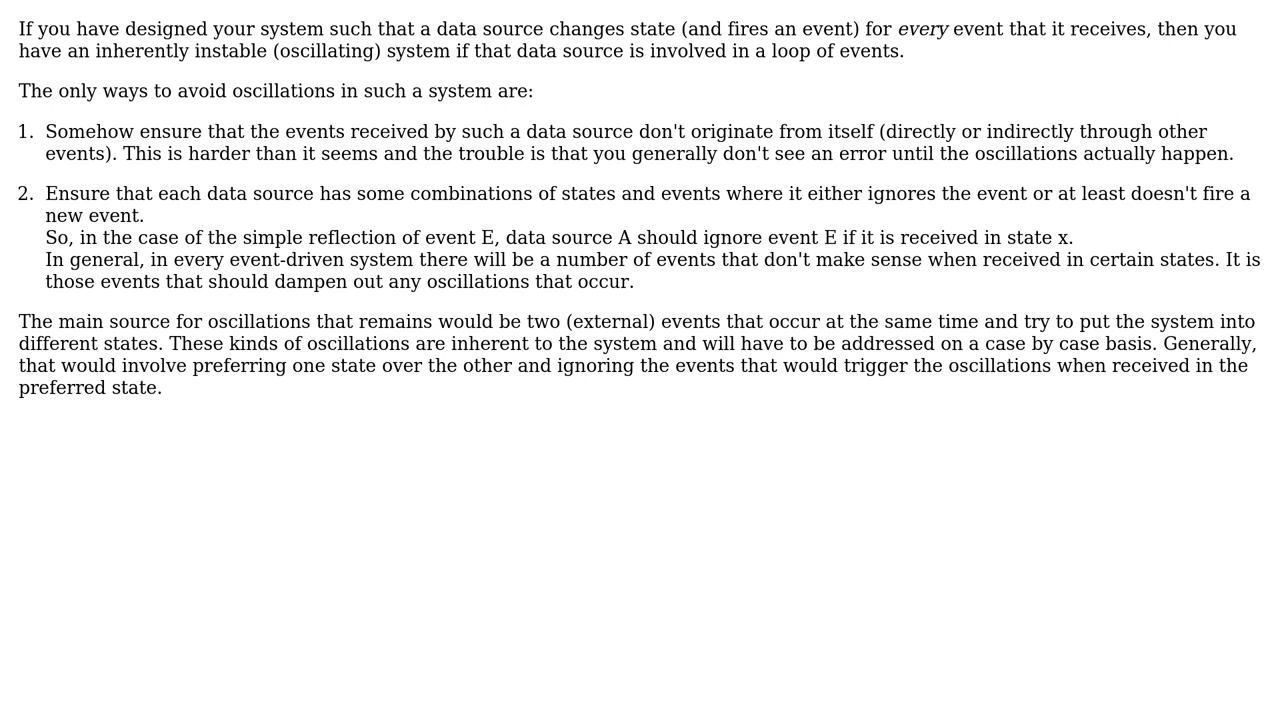 If you have designed your system such that a data source changes state (and fires an event) for every event that it receives, then you
have an inherently instable (oscillating) system if that data source is involved in a loop of events.
The only ways to avoid oscillations in such a system are:
1. Somehow ensure that the events received by such a data source don't originate from itself (directly or indirectly through other
events). This is harder than it seems and the trouble is that you generally don't see an error until the oscillations actually happen.
2. Ensure that each data source has some combinations of states and events where it either ignores the event or at least doesn't fire a
new event.
So, in the case of the simple reflection of event E, data source A should ignore event E if it is received in state x.
In general, in every event-driven system there will be a number of events that don't make sense when received in certain states. It is
those events that should dampen out any oscillations that occur.
The main source for oscillations that remains would be two (external) events that occur at the same time and try to put the system into
different states. These kinds of oscillations are inherent to the system and will have to be addressed on a case by case basis. Generally,
that would involve preferring one state over the other and ignoring the events that would trigger the oscillations when received in the
preferred state.